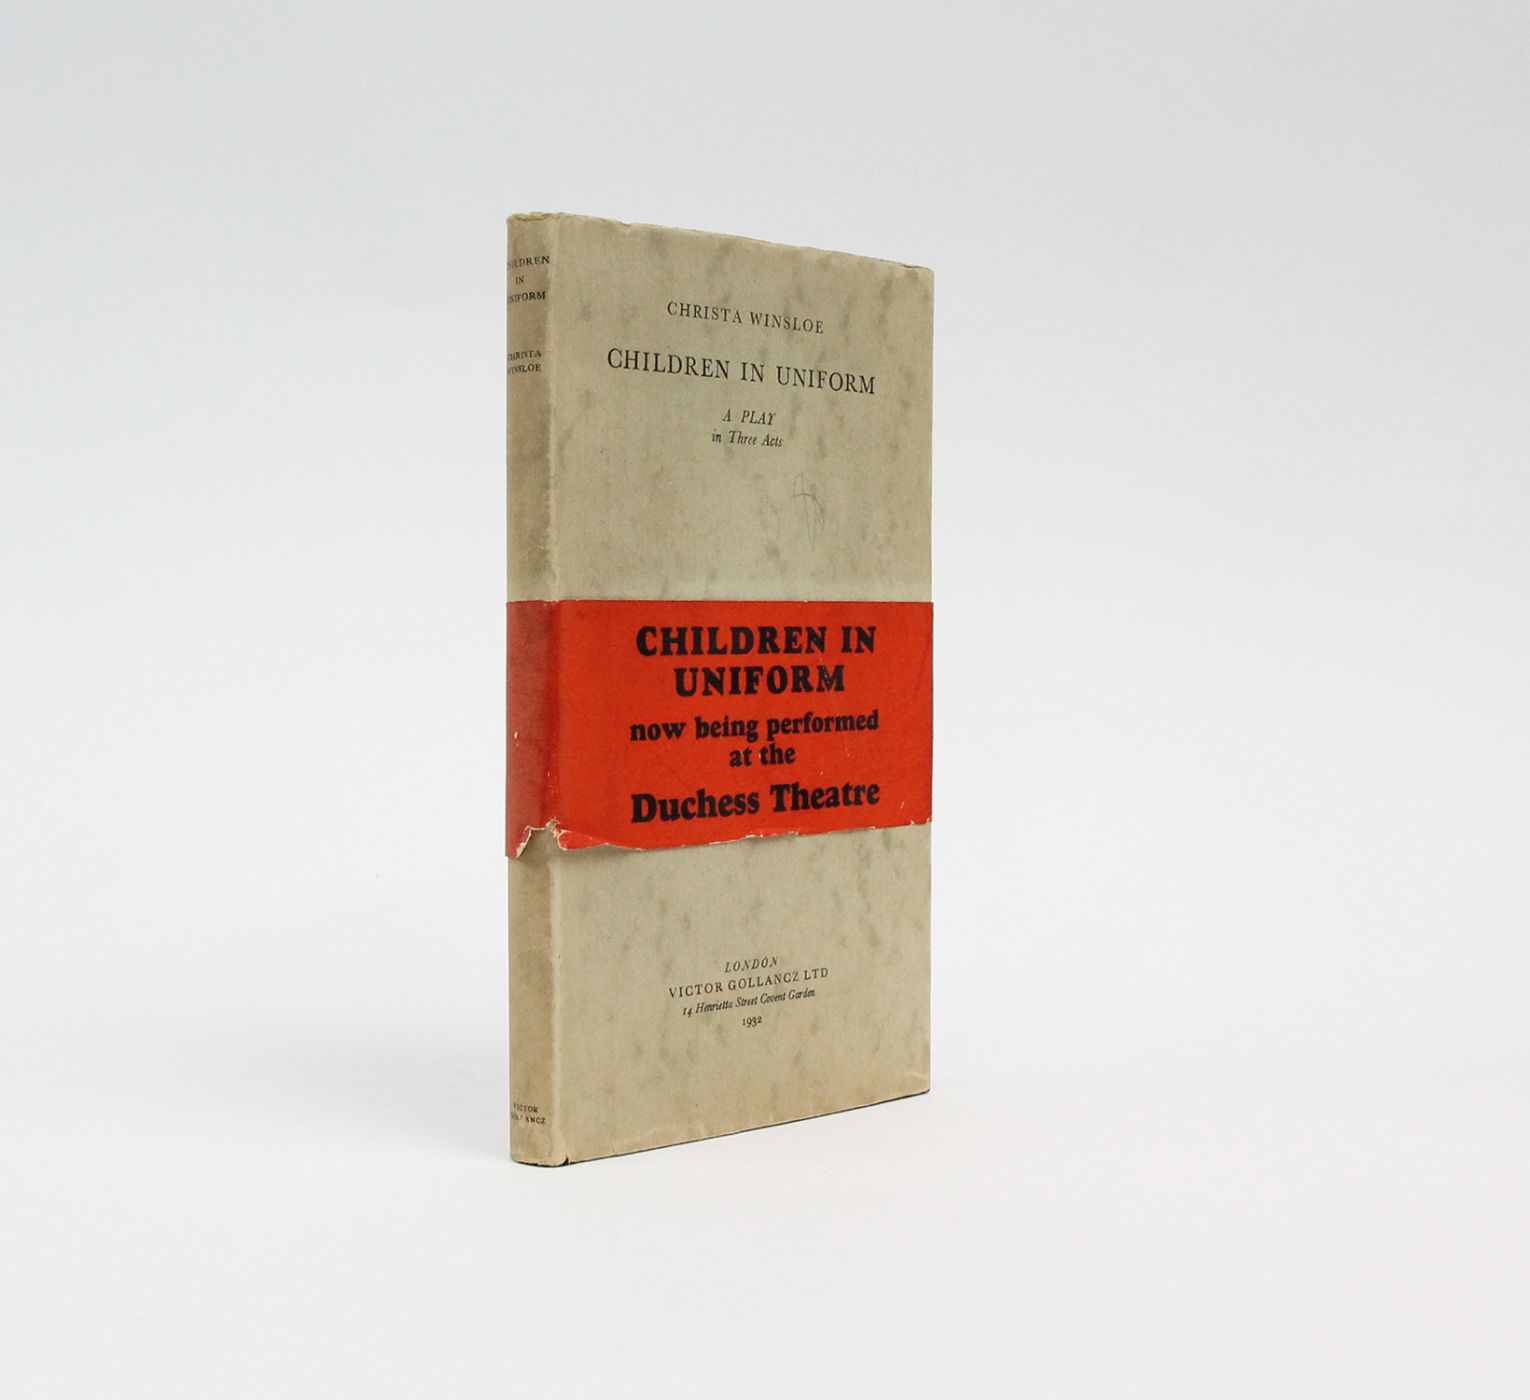 CHILDREN
IN
UNIFORM
CHRISTA
WINSLOE
VICTOR
GOLLANCZ
CHRISTA WINSLOE
CHILDREN IN UNIFORM
A PLAY
in Three Acts
CHILDREN IN
UNIFORM
now being performed
at the
Duchess Theatre
LONDON
VICTOR GOLLANCZ LTD
14 Henrietta Street Covent Garden
1932